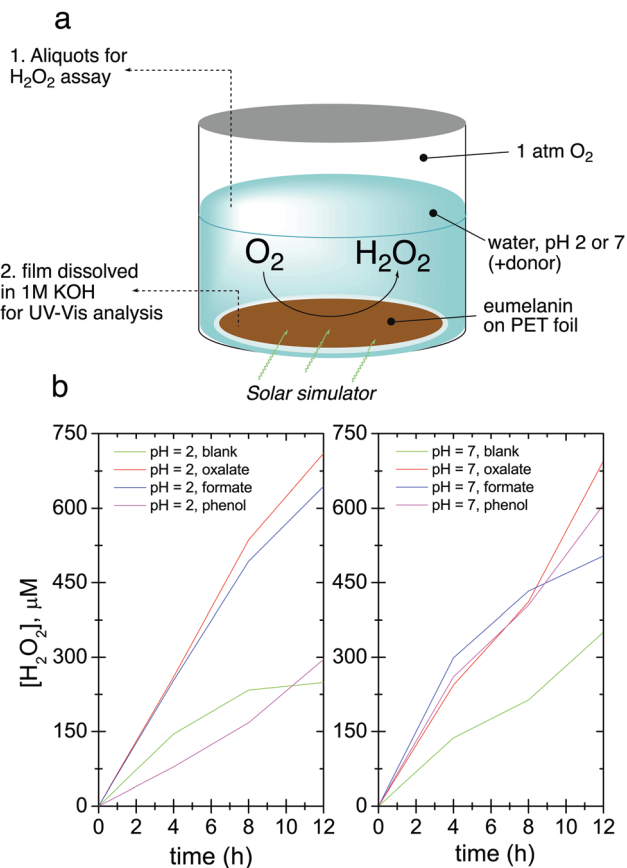 a
1. Aliquots for
H₂O₂ assay
1 atm O₂
water, pH 2 or 7
(+donor)
O₂
H₂O₂
2. film dissolved
in 1M KOH
for UV-Vis analysis
eumelanin
on PET foil
Solar simulator
b
[H₂O₂], μM
750
600
450
300
150
0
pH = 2, blank
pH = 2, oxalate
pH = 2, formate
pH = 2, phenol
0 2 4 6 8 10 12
time (h)
750
600
450
300
150
0
pH = 7, blank
pH = 7, oxalate
pH = 7, formate
pH = 7, phenol
0 2 4 6 8 10 12
time (h)